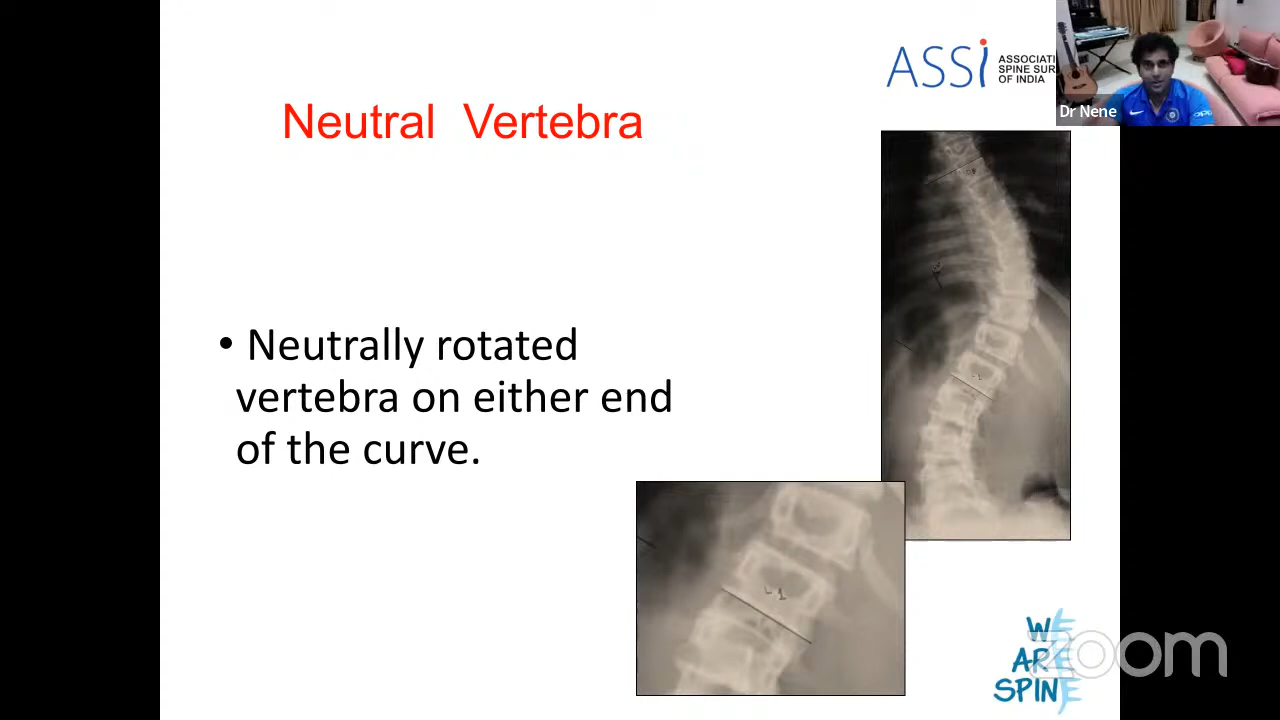 ASSi
ASSOCIATI
SPINE SUR
OF INDIA
Dr Nene
Neutral Vertebra
• Neutrally rotated
vertebra on either end
of the curve.
WE
ARE
SPINE
zoom